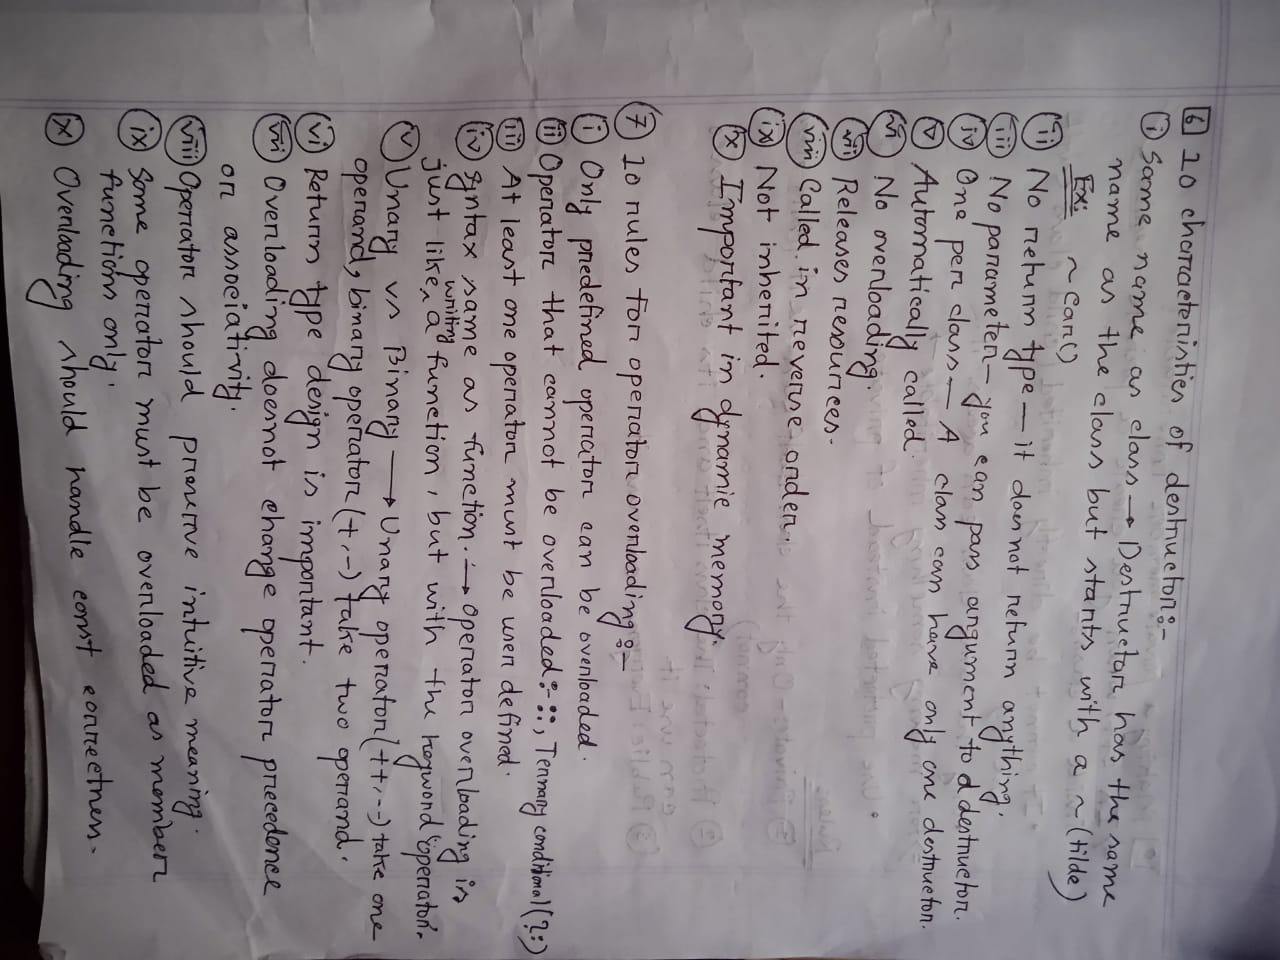 6 10 characteristics of destructor:-
(i) Same name as class → Destructor has the same
name as the class but starts with a ~ (tilde)
Ex: ~car()
(ii) No return type — it does not return anything.
(iii) No parameter — you can pass argument to d destructor.
(iv) One per class — A class can have only one destructor.
(v) Automatically called.
(vi) No overloading.
(vii) Releases resources.
(viii) Called in reverse order.
(ix) Not inherited.
(x) Important in dynamic memory.
(7) 10 rules for operator overloading:-
(i) Only predefined operator can be overloaded.
(ii) Operator that cannot be overloaded:- ::, Ternary conditional (?:)
(iii) At least one operator must be user defined.
(iv) Syntax same as function. → operator overloading is
just like writing a function, but with the keyword 'operator'.
(v) Unary vs Binary → Unary operator (++, --) take one
operand, binary operator (+, -) take two operand.
(vi) Return type design is important.
(vii) Overloading does not change operator precedence
or associativity.
(viii) Operator should preserve intuitive meaning.
(ix) Some operator must be overloaded as member
functions only.
(x) Overloading should handle const correctness.